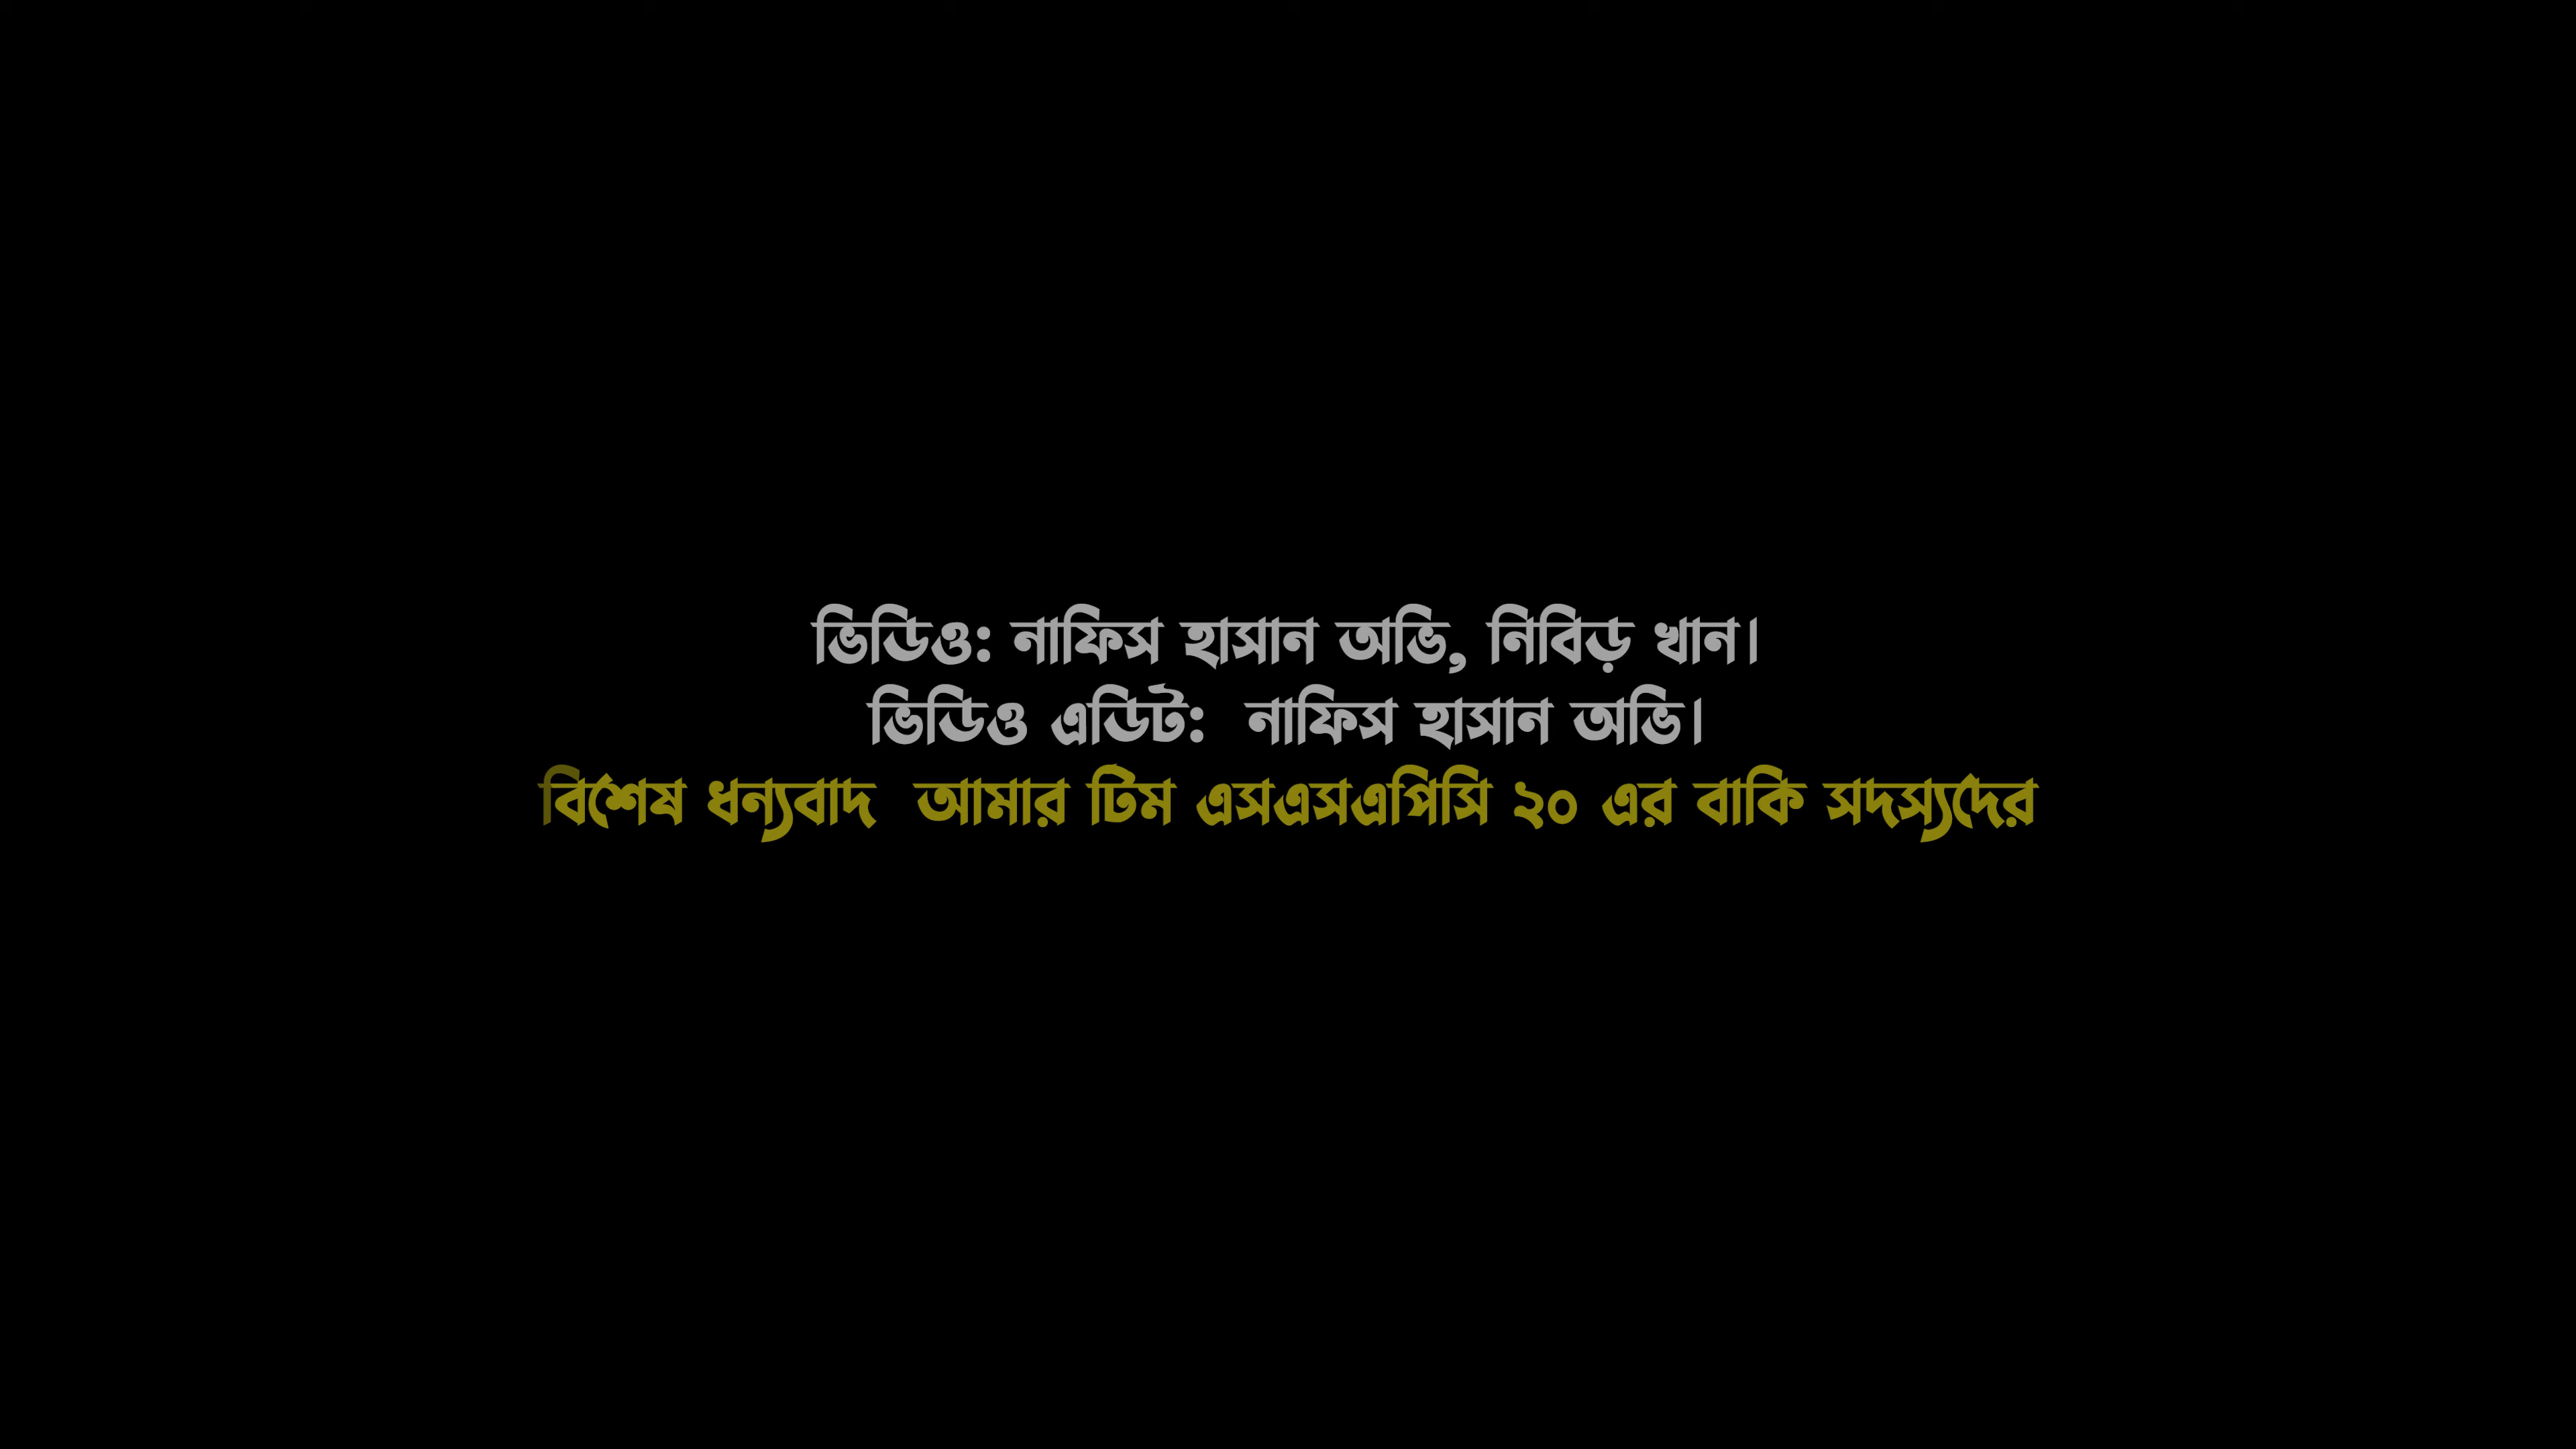 ভিডিও: নাফিস হাসান অভি, নিবিড় খান।
ভিডিও এডিট:  নাফিস হাসান অভি।
বিশেষ ধন্যবাদ  আমার টিম এসএসএপিসি ২০ এর বাকি সদস্যদের